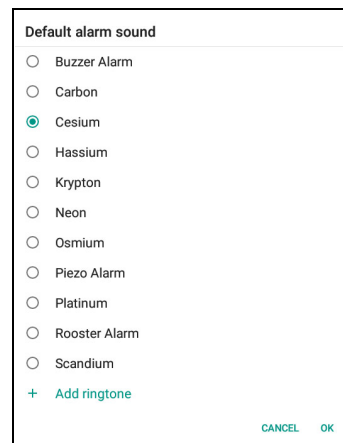 Default alarm sound
Buzzer Alarm
Carbon
Cesium
Hassium
Krypton
Neon
Osmium
Piezo Alarm
Platinum
Rooster Alarm
Scandium
+ Add ringtone
CANCEL OK